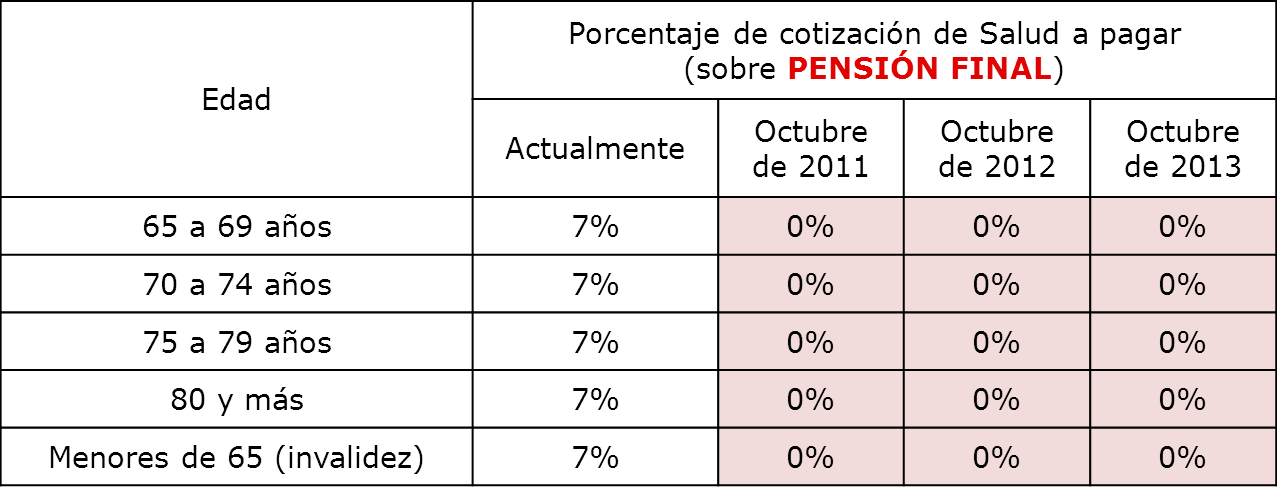 Edad
Porcentaje de cotización de Salud a pagar
(sobre PENSIÓN FINAL)
Actualmente
Octubre
de 2011
Octubre
de 2012
Octubre
de 2013
65 a 69 años 7% 0% 0% 0%
70 a 74 años 7% 0% 0% 0%
75 a 79 años 7% 0% 0% 0%
80 y más 7% 0% 0% 0%
Menores de 65 (invalidez) 7% 0% 0% 0%